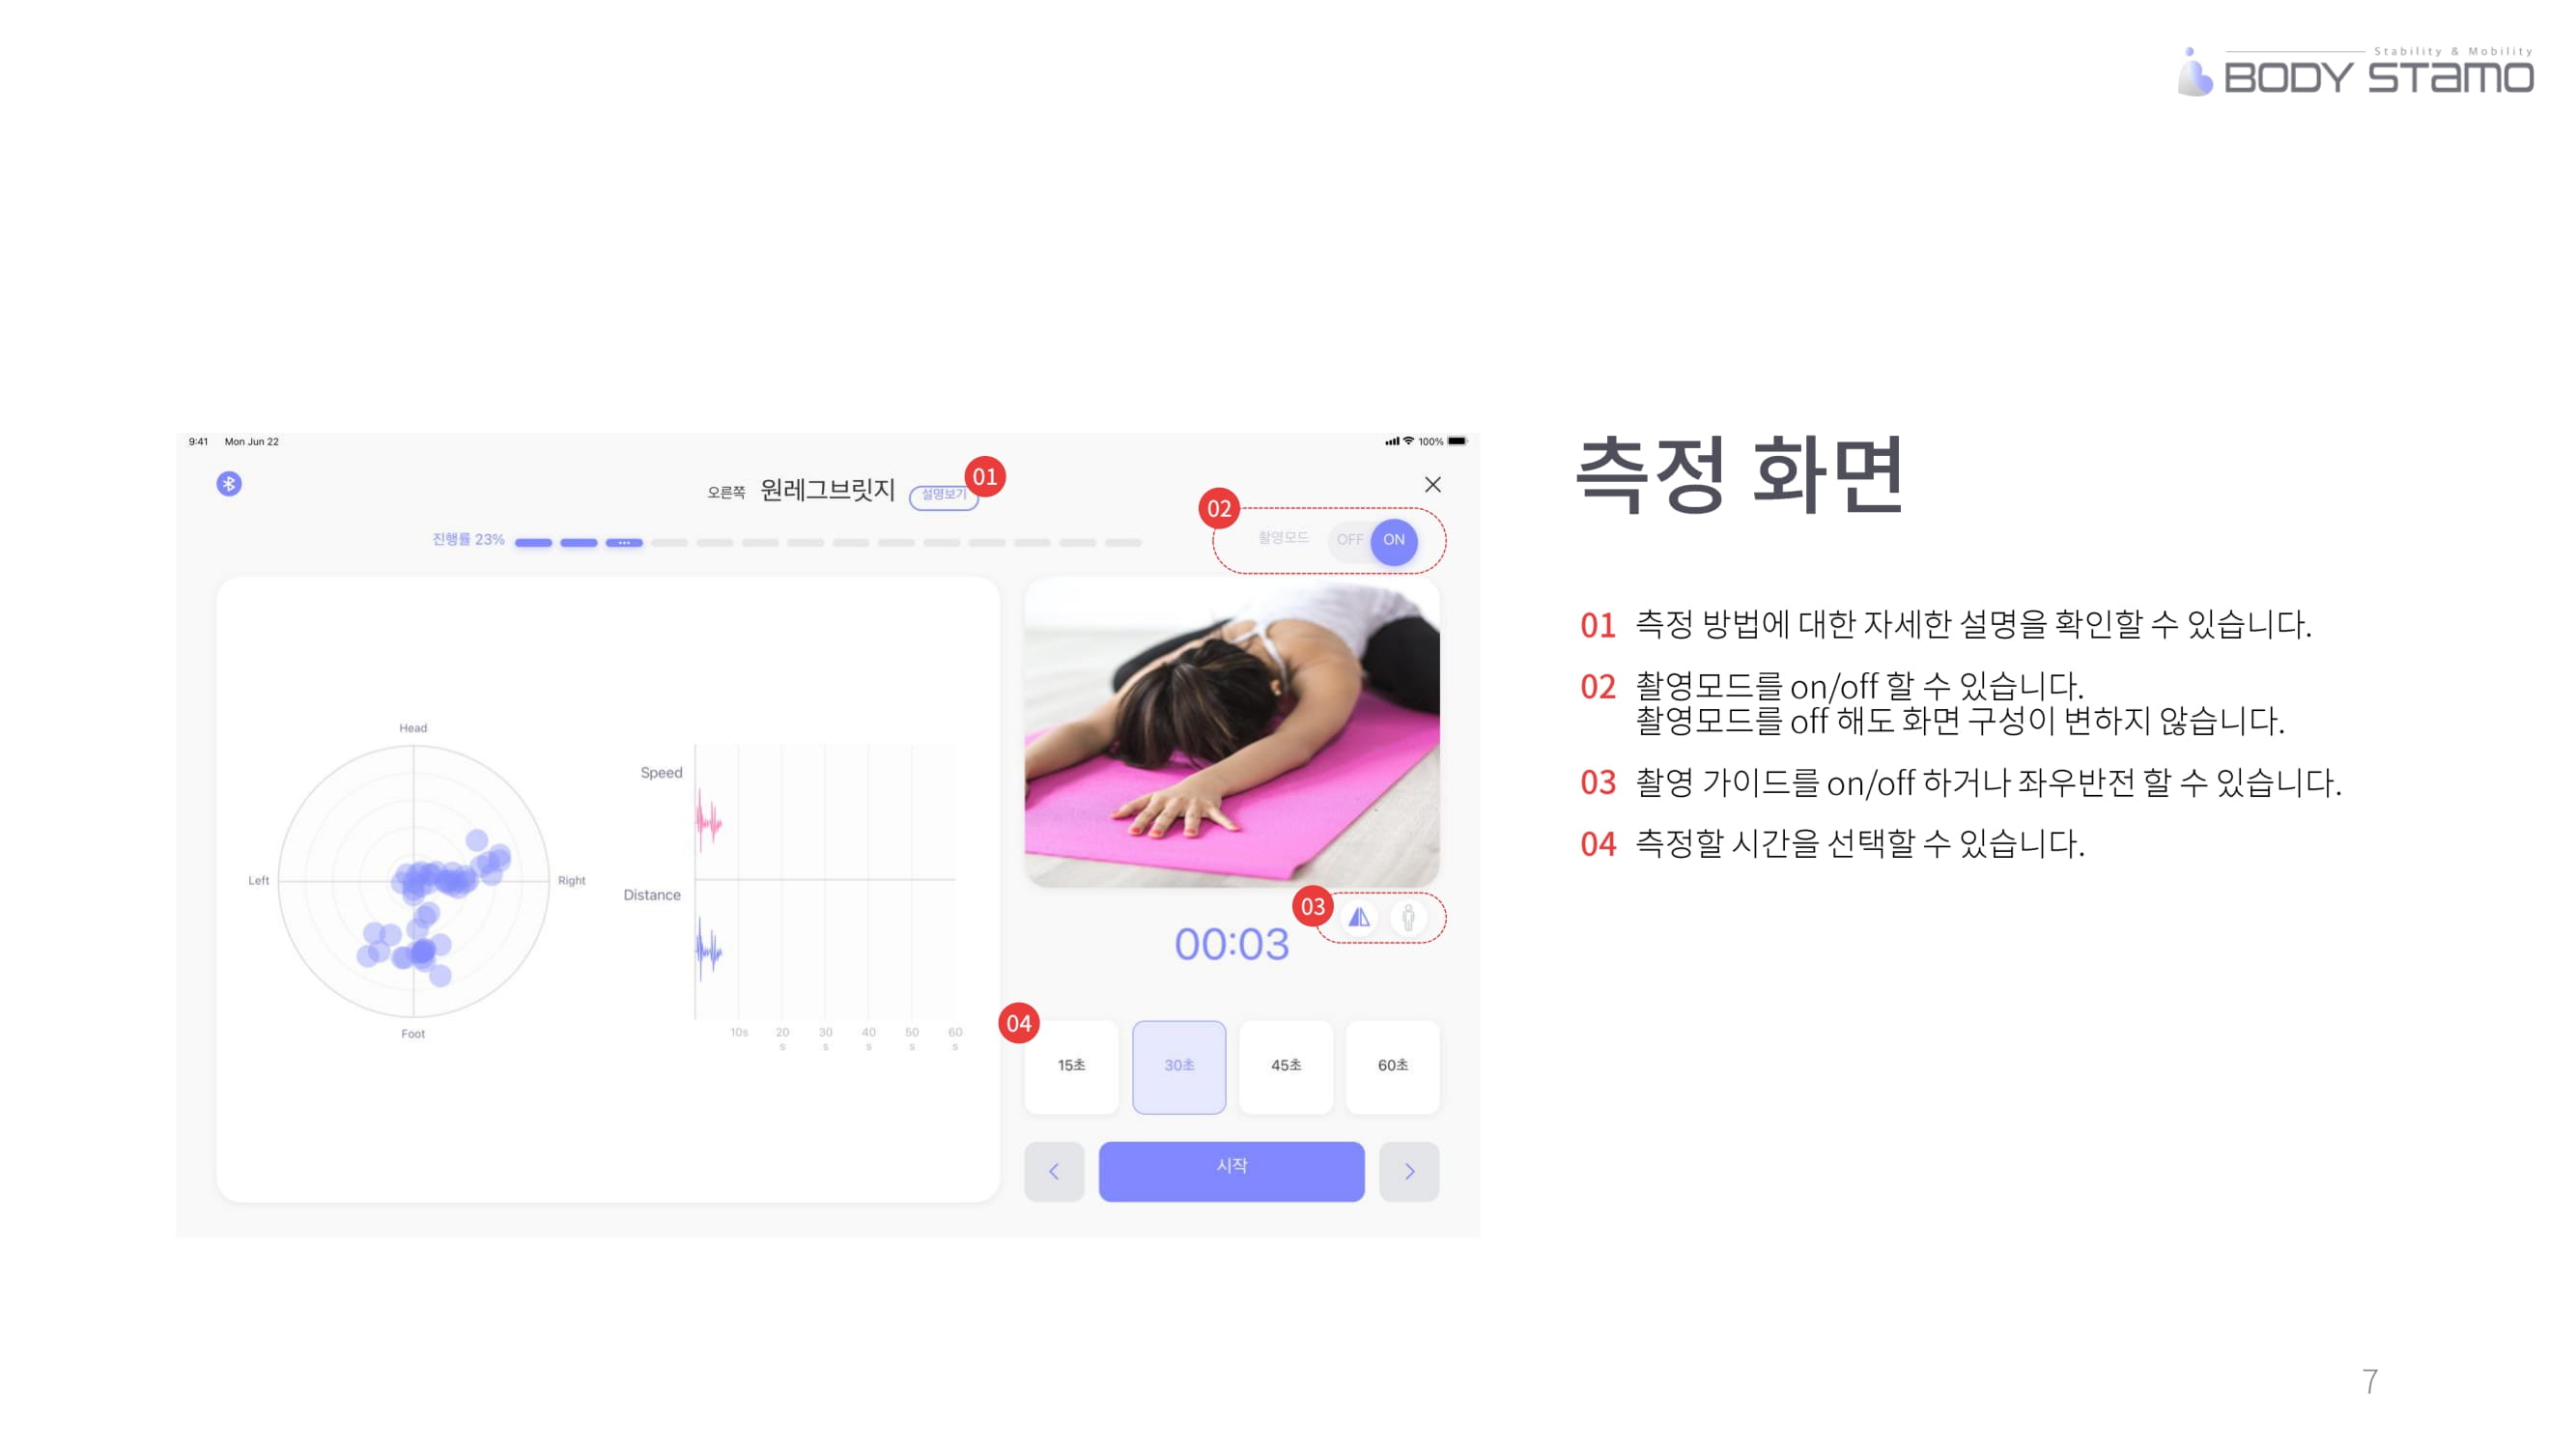 Stability & Mobility
BODY STamO
9:41 Mon Jun 22
100%
오른쪽 원레그브릿지 설명보기 01
진행률 23%
02
촬영모드 OFF ON
Head
Left
Right
Foot
Speed
Distance
10s 20s 30s 40s 50s 60s
03
00:03
04
15초 30초 45초 60초
시작
측정 화면
01 측정 방법에 대한 자세한 설명을 확인할 수 있습니다.
02 촬영모드를 on/off 할 수 있습니다.
촬영모드를 off 해도 화면 구성이 변하지 않습니다.
03 촬영 가이드를 on/off 하거나 좌우반전 할 수 있습니다.
04 측정할 시간을 선택할 수 있습니다.
7